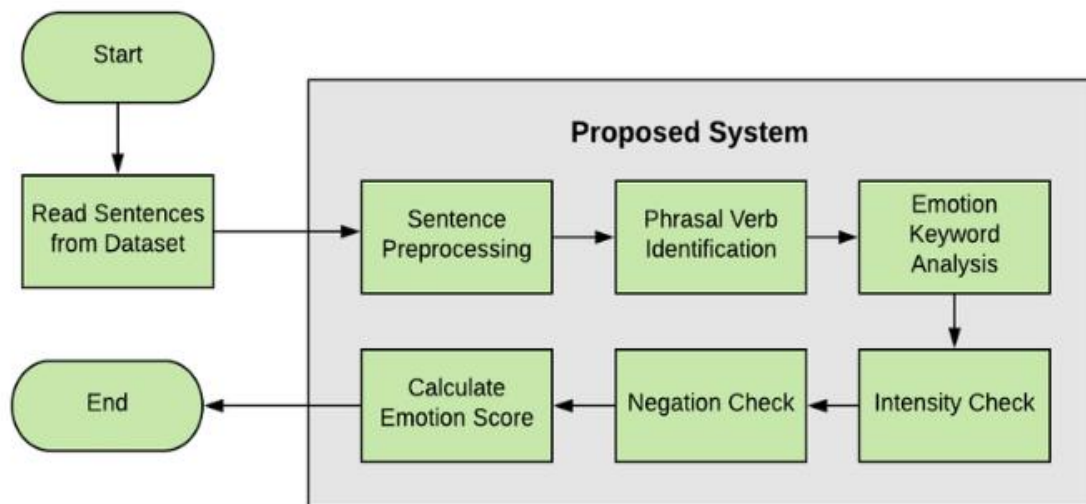 Start
Proposed System
Read Sentences
from Dataset
Sentence
Preprocessing
Phrasal Verb
Identification
Emotion
Keyword
Analysis
Intensity Check
Negation Check
Calculate
Emotion Score
End